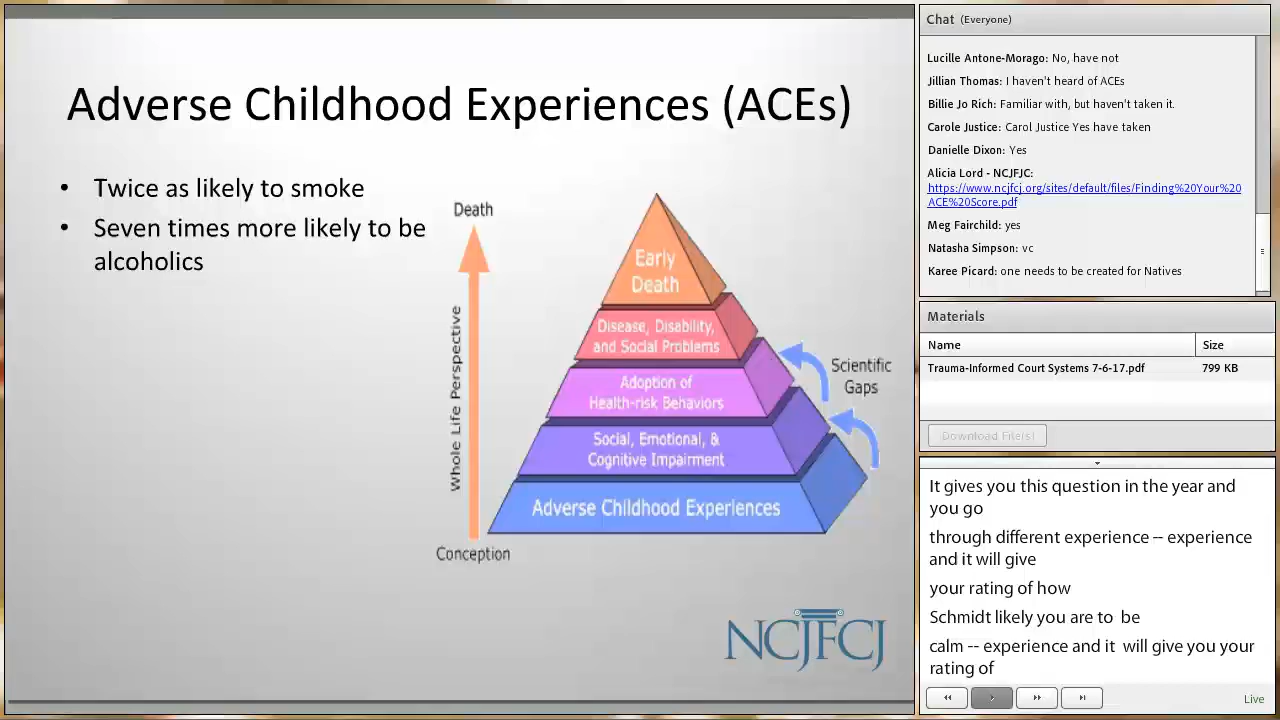 Adverse Childhood Experiences (ACEs)
• Twice as likely to smoke
• Seven times more likely to be
alcoholics
Death
Whole Life Perspective
Conception
Early
Death
Disease, Disability,
and Social Problems
Adoption of
Health-risk Behaviors
Social, Emotional, &
Cognitive Impairment
Adverse Childhood Experiences
Scientific
Gaps
NCJFCJ
Chat (Everyone)
Lucille Antone-Morago: No, have not
Jillian Thomas: I haven't heard of ACEs
Billie Jo Rich: Familiar with, but haven't taken it.
Carole Justice: Carol Justice Yes have taken
Danielle Dixon: Yes
Alicia Lord - NCJFJC:
https://www.ncjfcj.org/sites/default/files/Finding%20Your%20
ACE%20Score.pdf
Meg Fairchild: yes
Natasha Simpson: vc
Karee Picard: one needs to be created for Natives
Materials
Name Size
Trauma-Informed Court Systems 7-6-17.pdf 799 KB
Download File(s)
It gives you this question in the year and
you go
through different experience -- experience
and it will give
your rating of how
Schmidt likely you are to be
calm -- experience and it will give you your
rating of
Live